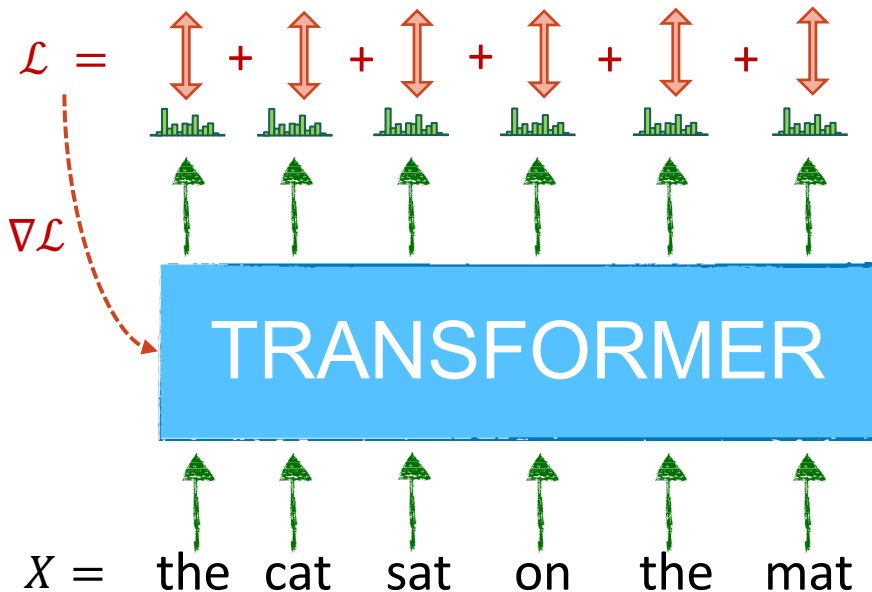 ℒ = + + + + +
∇ℒ
TRANSFORMER
X = the cat sat on the mat